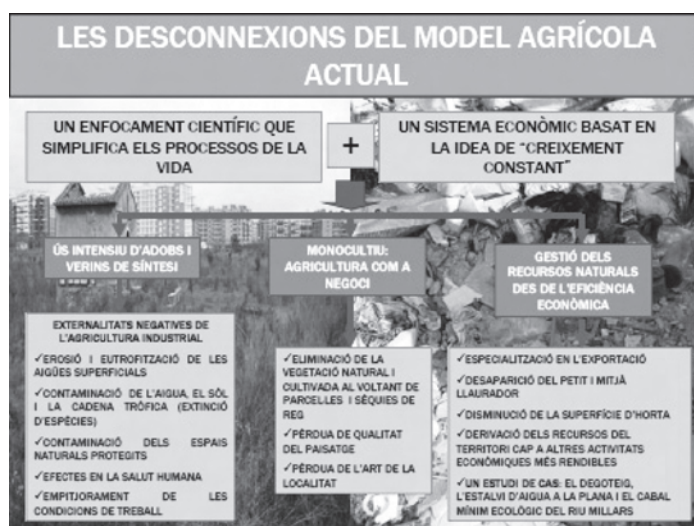 LES DESCONNEXIONS DEL MODEL AGRÍCOLA
ACTUAL
UN ENFOCAMENT CIENTÍFIC QUE
SIMPLIFICA ELS PROCESSOS DE LA
VIDA
+
UN SISTEMA ECONÒMIC BASAT EN
LA IDEA DE “CREIXEMENT
CONSTANT”
ÚS INTENSIU D'ADOBS I
VERINS DE SÍNTESI
MONOCULTIU:
AGRICULTURA COM A
NEGOCI
GESTIÓ DELS
RECURSOS NATURALS
DES DE L'EFICIÈNCIA
ECONÒMICA
EXTERNALITATS NEGATIVES DE
L'AGRICULTURA INDUSTRIAL
✓EROSIÓ I EUTROFITZACIÓ DE LES
AIGÜES SUPERFICIALS
✓CONTAMINACIÓ DE L'AIGUA, EL SÒL
I LA CADENA TRÒFICA (EXTINCIÓ
D'ESPÈCIES)
✓CONTAMINACIÓ DELS ESPAIS
NATURALS PROTEGITS
✓EFECTES EN LA SALUT HUMANA
✓EMPITJORAMENT DE LES
CONDICIONS DE TREBALL
✓ELIMINACIÓ DE LA
VEGETACIÓ NATURAL I
CULTIVADA AL VOLTANT DE
PARCEL·LES I SÈQUIES DE
REG
✓PÈRDUA DE QUALITAT
DEL PAISATGE
✓PÈRDUA DE L'ART DE LA
LOCALITAT
✓ESPECIALITZACIÓ EN L'EXPORTACIÓ
✓DESAPARICIÓ DEL PETIT I MITJÀ
LLAURADOR
✓DISMINUCIÓ DE LA SUPERFÍCIE D'HORTA
✓DERIVACIÓ DELS RECURSOS DEL
TERRITORI CAP A ALTRES ACTIVITATS
ECONÒMIQUES MÉS RENDIBLES
✓UN ESTUDI DE CAS: EL DEGOTEIG,
L'ESTALVI D'AIGUA A LA PLANA I EL CABAL
MÍNIM ECOLÒGIC DEL RIU MILLARS